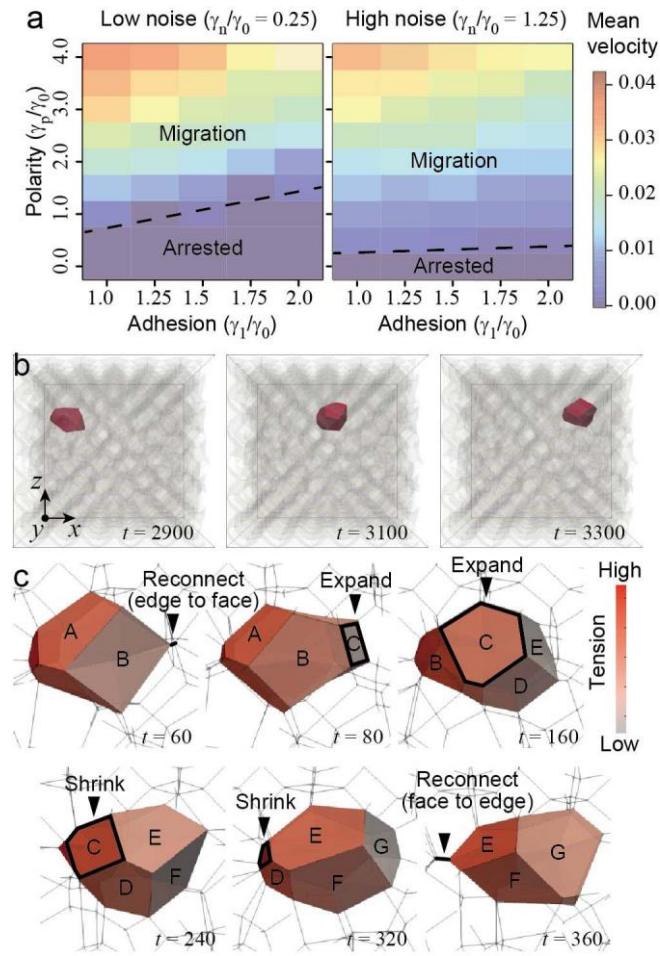 a
Low noise (γn/γ0 = 0.25)
High noise (γn/γ0 = 1.25)
Mean velocity
Polarity (γp/γ0)
4.0
3.0
2.0
1.0
0.0
Migration
Arrested
Migration
Arrested
0.04
0.03
0.02
0.01
0.00
1.0 1.25 1.5 1.75 2.0
1.0 1.25 1.5 1.75 2.0
Adhesion (γ1/γ0)
Adhesion (γ1/γ0)
b
z
y
x
t = 2900
t = 3100
t = 3300
c
Reconnect
(edge to face)
A
B
t = 60
Expand
A
B
C
t = 80
Expand
B
C
D
E
t = 160
High
Tension
Low
Shrink
C
D
E
F
t = 240
Shrink
D
E
F
G
t = 320
Reconnect
(face to edge)
E
F
G
t = 360